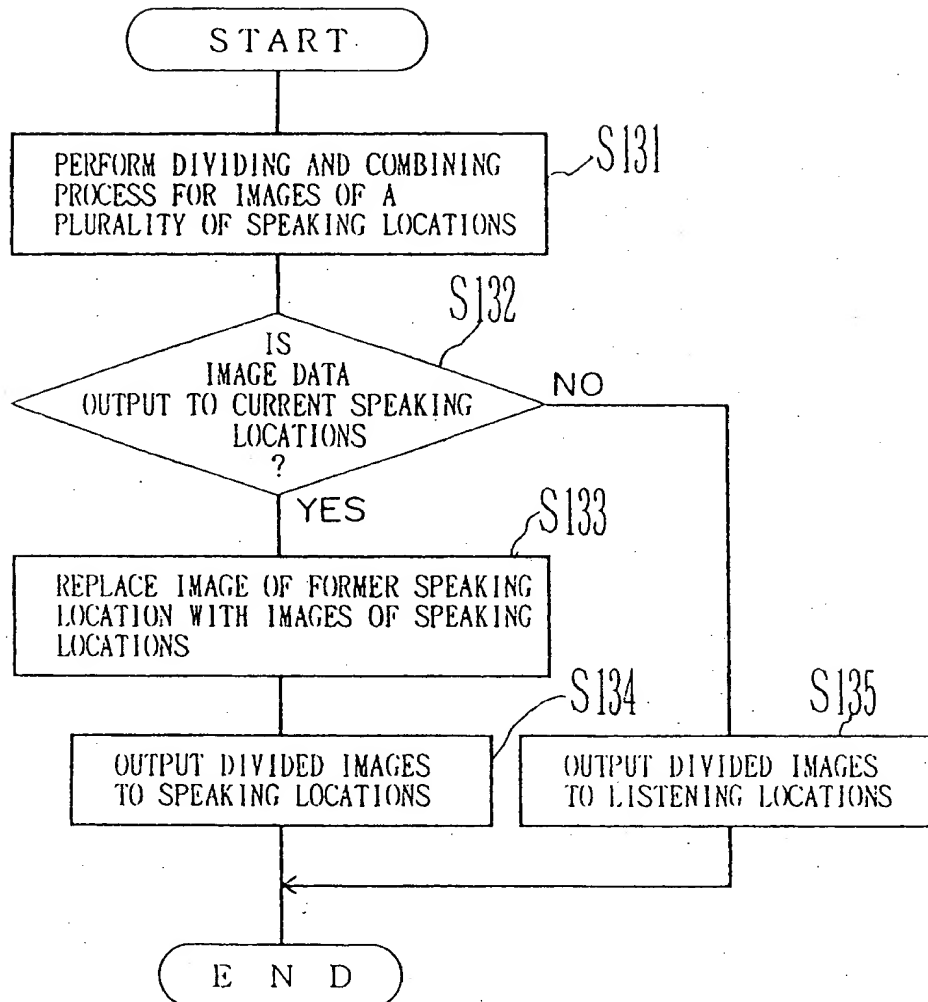 START
PERFORM DIVIDING AND COMBINING
PROCESS FOR IMAGES OF A
PLURALITY OF SPEAKING LOCATIONS
S131
S132
IS
IMAGE DATA
OUTPUT TO CURRENT SPEAKING
LOCATIONS
?
NO
YES
S133
REPLACE IMAGE OF FORMER SPEAKING
LOCATION WITH IMAGES OF SPEAKING
LOCATIONS
S134
OUTPUT DIVIDED IMAGES
TO SPEAKING LOCATIONS
S135
OUTPUT DIVIDED IMAGES
TO LISTENING LOCATIONS
END